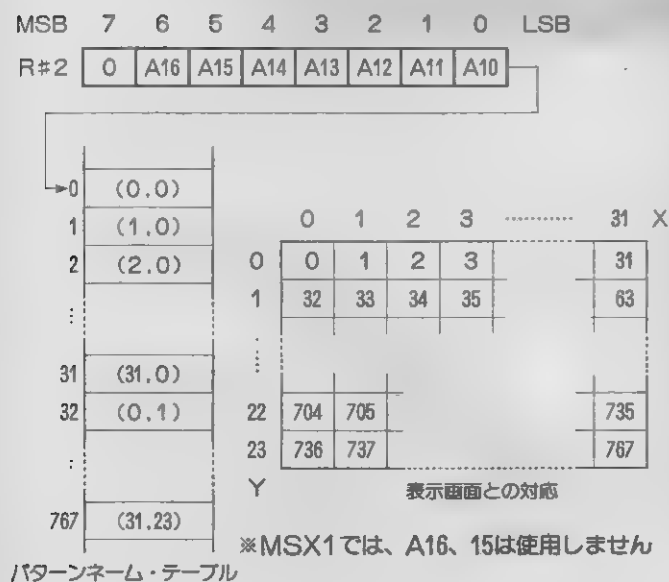 MSB 7 6 5 4 3 2 1 0 LSB
R#2 0 A16 A15 A14 A13 A12 A11 A10
0 (0.0)
1 (1.0)
2 (2.0)
⋮
31 (31.0)
32 (0.1)
⋮
767 (31.23)
パターンネーム・テーブル
0 1 2 3 ………… 31 X
0 0 1 2 3 31
1 32 33 34 35 63
⋮
22 704 705 735
23 736 737 767
Y
表示画面との対応
※MSX1では、A16、15は使用しません